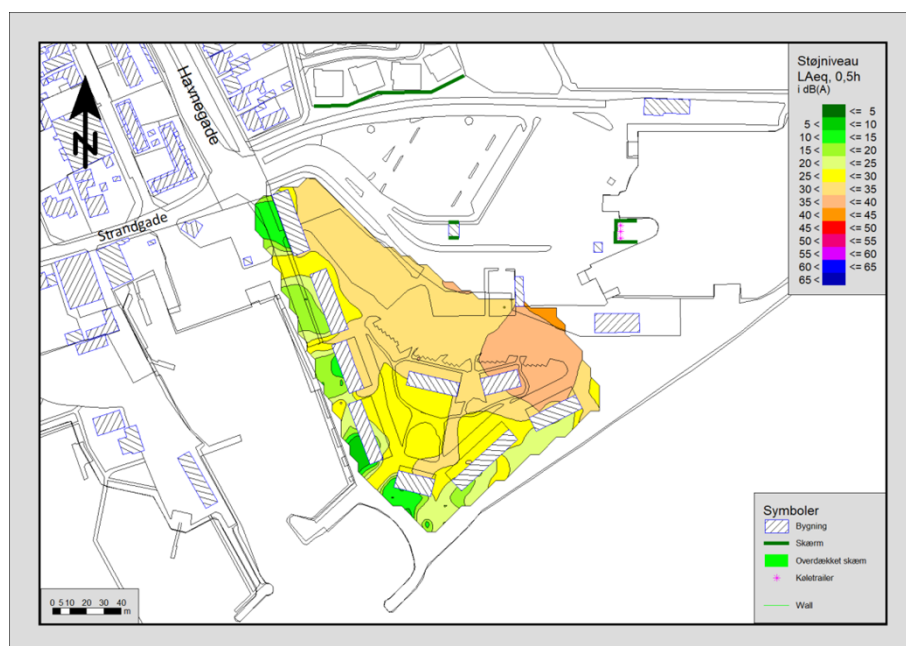 Havnegade
Strandgade
N
Støjniveau
LAeq, 0,5h
i dB(A)
<= 5
5 < <= 10
10 < <= 15
15 < <= 20
20 < <= 25
25 < <= 30
30 < <= 35
35 < <= 40
40 < <= 45
45 < <= 50
50 < <= 55
55 < <= 60
60 < <= 65
65 <
Symboler
Bygning
Skærm
Overdækket skæm
Køletrailer
Wall
0 5 10 20 30 40
m